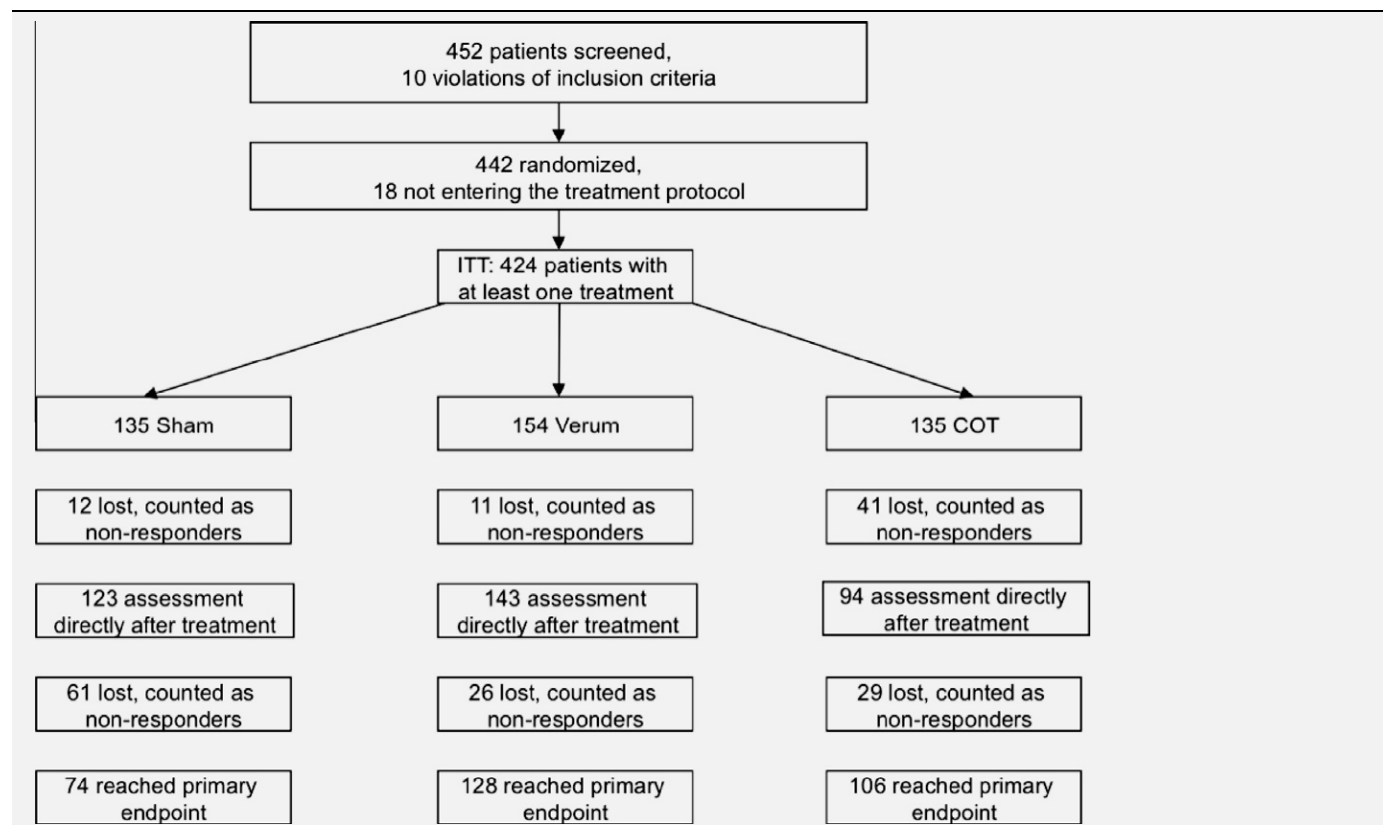 452 patients screened,
10 violations of inclusion criteria
442 randomized,
18 not entering the treatment protocol
ITT: 424 patients with
at least one treatment
135 Sham
154 Verum
135 COT
12 lost, counted as
non-responders
11 lost, counted as
non-responders
41 lost, counted as
non-responders
123 assessment
directly after treatment
143 assessment
directly after treatment
94 assessment directly
after treatment
61 lost, counted as
non-responders
26 lost, counted as
non-responders
29 lost, counted as
non-responders
74 reached primary
endpoint
128 reached primary
endpoint
106 reached primary
endpoint